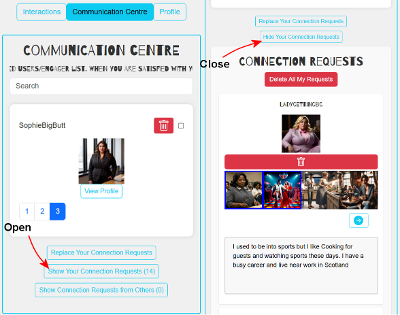 Interactions
Communication Centre
Profile
COMMUNICATION CENTRE
ID USERS/ENGAGER LIST. WHEN YOU ARE SATISFIED WITH Y
Search
SophieBigButt
View Profile
1 2 3
Open
Replace Your Connection Requests
Show Your Connection Requests (14)
Show Connection Requests from Others (0)
Replace Your Connection Requests
Hide Your Connection Requests
Close
CONNECTION REQUESTS
Delete All My Requests
I used to be into sports but I like Cooking for
guests and watching sports these days. I have a
busy career and live near work in Scotland